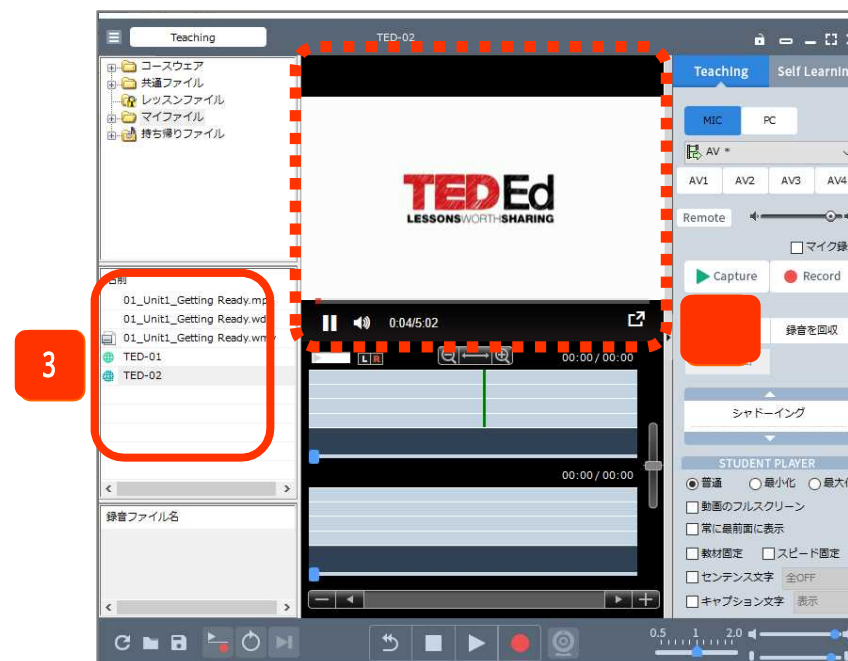 Teaching
TED-02
コースウェア
共通ファイル
レッスンファイル
マイファイル
持ち帰りファイル
名前
01_Unit1_Getting Ready.mp
01_Unit1_Getting Ready.wd
01_Unit1_Getting Ready.wmv
TED-01
TED-02
3
録音ファイル名
TEDEd
LESSONSWORTHSHARING
0:04/5:02
L R
00:00 / 00:00
00:00 / 00:00
Teaching Self Learnin
MIC PC
AV *
AV1 AV2 AV3 AV4
Remote
マイク録
Capture Record
録音を回収
シャドーイング
STUDENT PLAYER
普通 最小化 最大化
動画のフルスクリーン
常に最前面に表示
教材固定 スピード固定
センテンス文字 全OFF
キャプション文字 表示
0.5 1 2.0